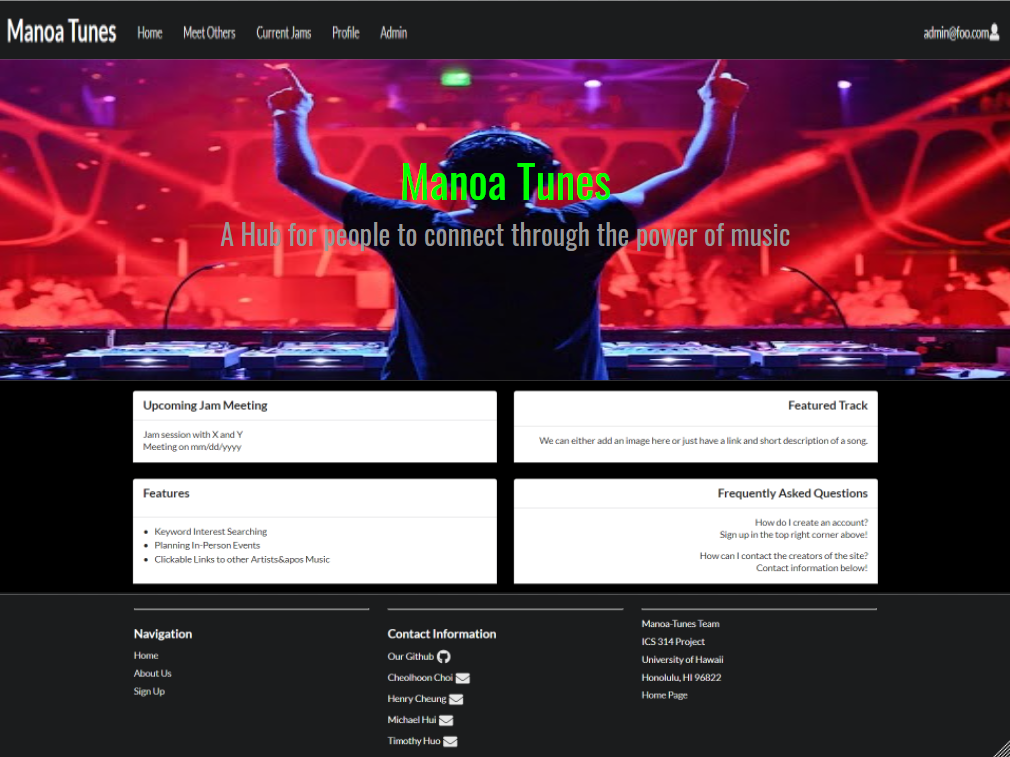 Manoa Tunes Home Meet Others Current Jams Profile Admin admin@foo.com
Manoa Tunes
A Hub for people to connect through the power of music
Upcoming Jam Meeting
Jam session with X and Y
Meeting on mm/dd/yyyy
Featured Track
We can either add an image here or just have a link and short description of a song.
Features
Keyword Interest Searching
Planning In-Person Events
Clickable Links to other Artists&apos Music
Frequently Asked Questions
How do I create an account?
Sign up in the top right corner above!
How can I contact the creators of the site?
Contact information below!
Navigation
Home
About Us
Sign Up
Contact Information
Our Github
Cheolhoon Choi
Henry Cheung
Michael Hui
Timothy Huo
Manoa-Tunes Team
ICS 314 Project
University of Hawaii
Honolulu, HI 96822
Home Page